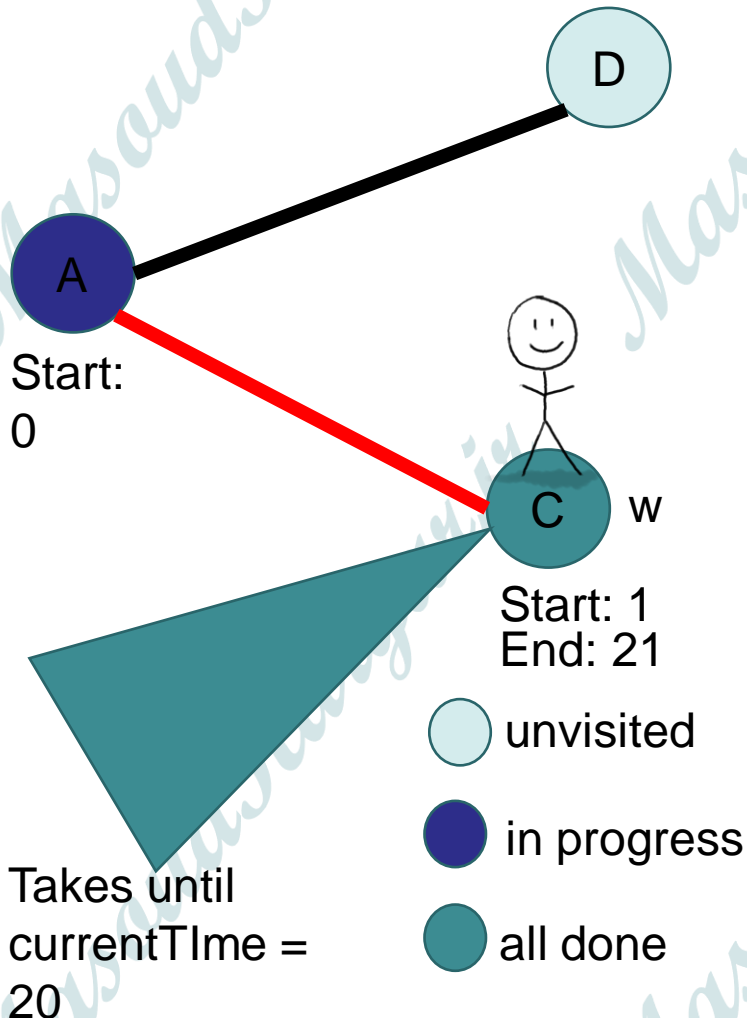 D
A
Start:
0
C
w
Start: 1
End: 21
unvisited
in progress
all done
Takes until
currentTIme =
20